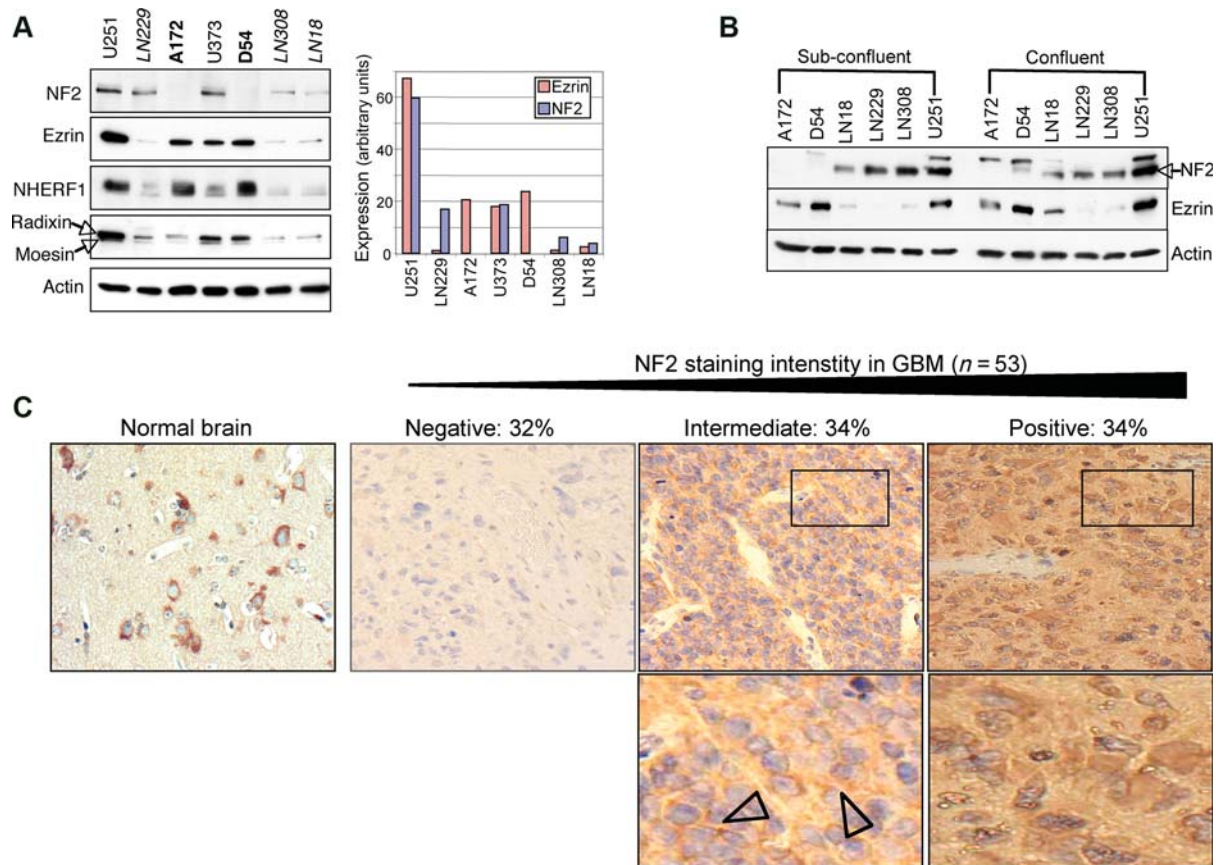 A
U251
LN229
A172
U373
D54
LN308
LN18
NF2
Ezrin
NHERF1
Radixin
Moesin
Actin
Expression (arbitrary units)
60
40
20
0
Ezrin
NF2
U251
LN229
A172
U373
D54
LN308
LN18
B
Sub-confluent
Confluent
A172
D54
LN18
LN229
LN308
U251
A172
D54
LN18
LN229
LN308
U251
NF2
Ezrin
Actin
NF2 staining intenstity in GBM (n = 53)
C
Normal brain
Negative: 32%
Intermediate: 34%
Positive: 34%